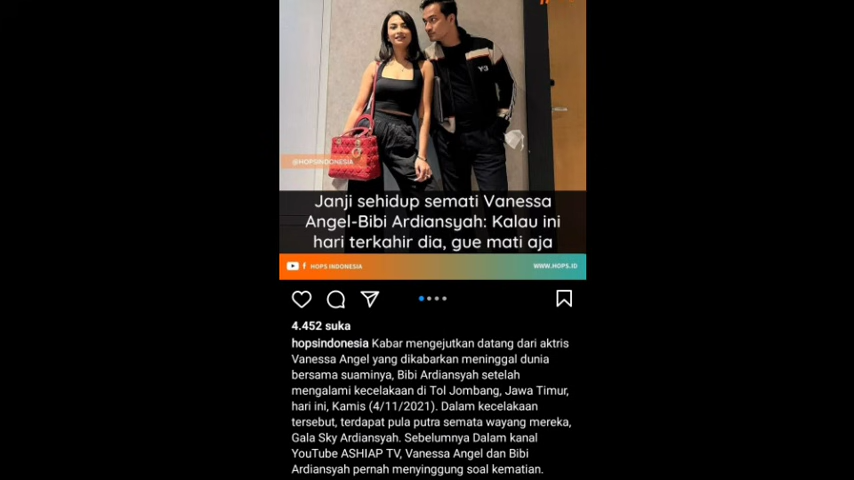 @HOPSINDONESIA
Janji sehidup semati Vanessa
Angel-Bibi Ardiansyah: Kalau ini
hari terkahir dia, gue mati aja
HOPS INDONESIA
WWW.HOPS.ID
4.452 suka
hopsindonesia Kabar mengejutkan datang dari aktris
Vanessa Angel yang dikabarkan meninggal dunia
bersama suaminya, Bibi Ardiansyah setelah
mengalami kecelakaan di Tol Jombang, Jawa Timur,
hari ini, Kamis (4/11/2021). Dalam kecelakaan
tersebut, terdapat pula putra semata wayang mereka,
Gala Sky Ardiansyah. Sebelumnya Dalam kanal
YouTube ASHIAP TV, Vanessa Angel dan Bibi
Ardiansyah pernah menyinggung soal kematian.